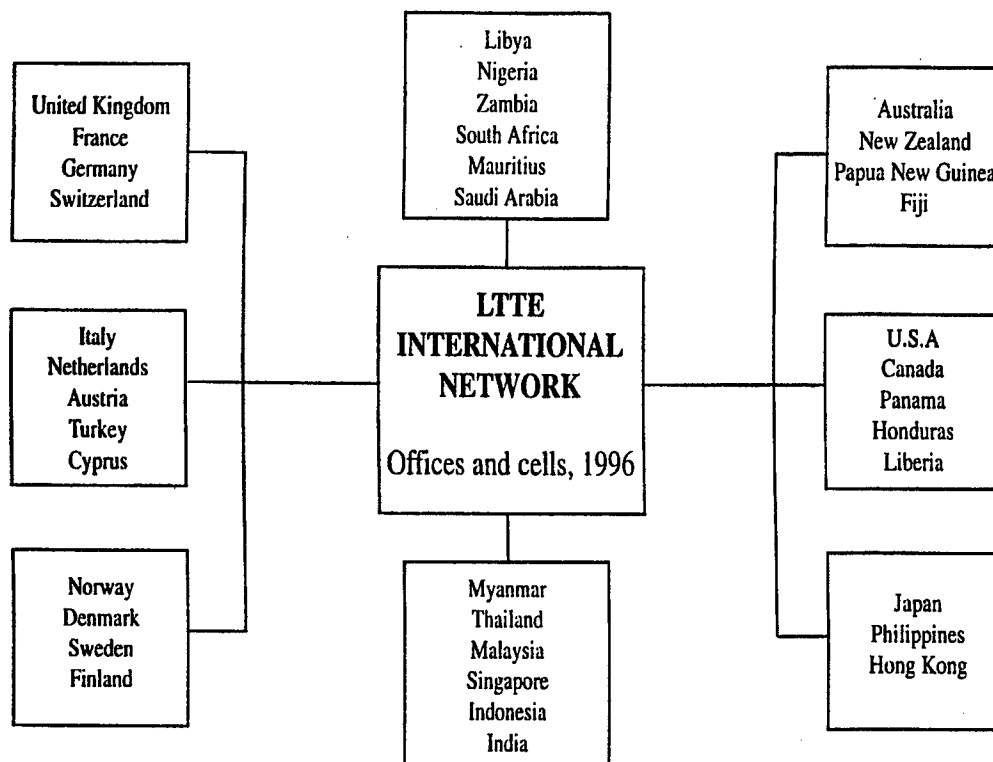 Libya
Nigeria
Zambia
South Africa
Mauritius
Saudi Arabia
United Kingdom
France
Germany
Switzerland
Australia
New Zealand
Papua New Guinea
Fiji
Italy
Netherlands
Austria
Turkey
Cyprus
LTTE
INTERNATIONAL
NETWORK
Offices and cells, 1996
U.S.A
Canada
Panama
Honduras
Liberia
Norway
Denmark
Sweden
Finland
Myanmar
Thailand
Malaysia
Singapore
Indonesia
India
Japan
Philippines
Hong Kong